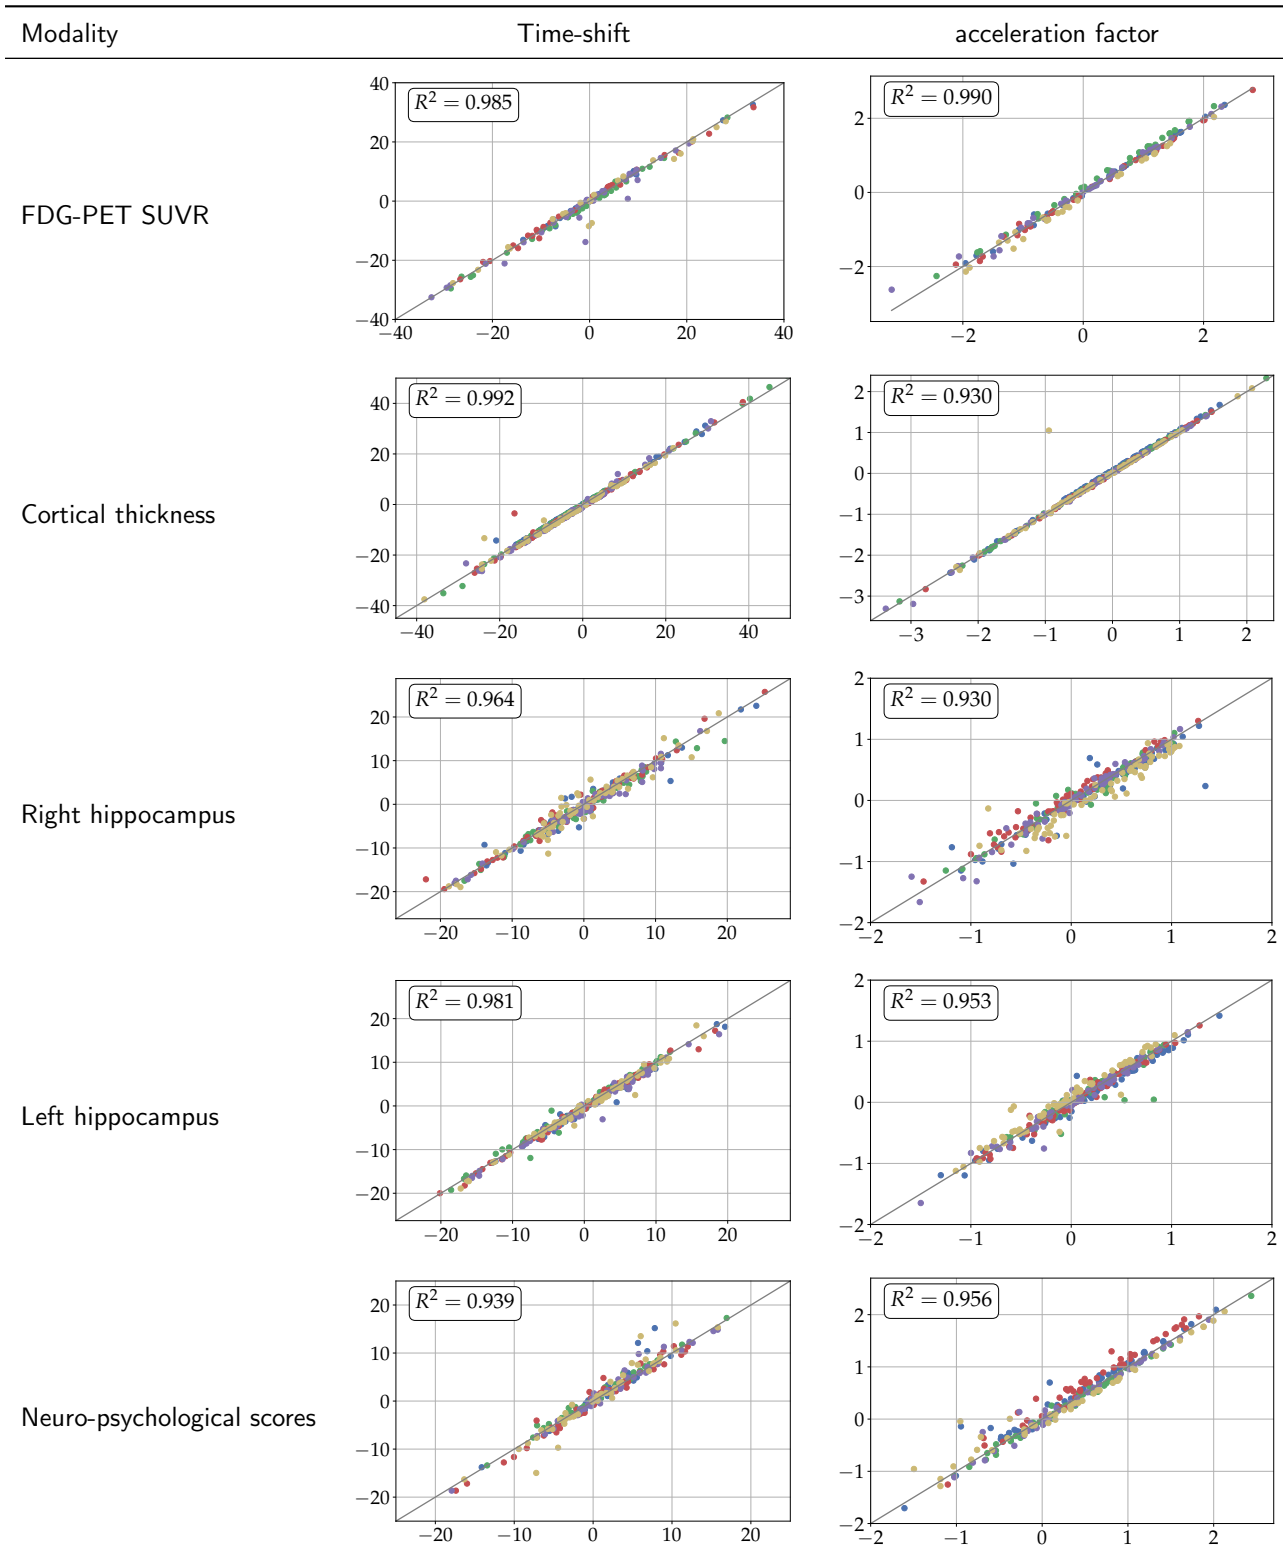 Modality Time-shift acceleration factor
FDG-PET SUVR
R² = 0.985
40
20
0
−20
−40
−40 −20 0 20 40
R² = 0.990
2
0
−2
−2 0 2
Cortical thickness
R² = 0.992
40
20
0
−20
−40
−40 −20 0 20 40
R² = 0.930
2
1
0
−1
−2
−3
−3 −2 −1 0 1 2
Right hippocampus
R² = 0.964
20
10
0
−10
−20
−20 −10 0 10 20
R² = 0.930
2
1
0
−1
−2
−2 −1 0 1 2
Left hippocampus
R² = 0.981
20
10
0
−10
−20
−20 −10 0 10 20
R² = 0.953
2
1
0
−1
−2
−2 −1 0 1 2
Neuro-psychological scores
R² = 0.939
20
10
0
−10
−20
−20 −10 0 10 20
R² = 0.956
2
1
0
−1
−2
−2 −1 0 1 2